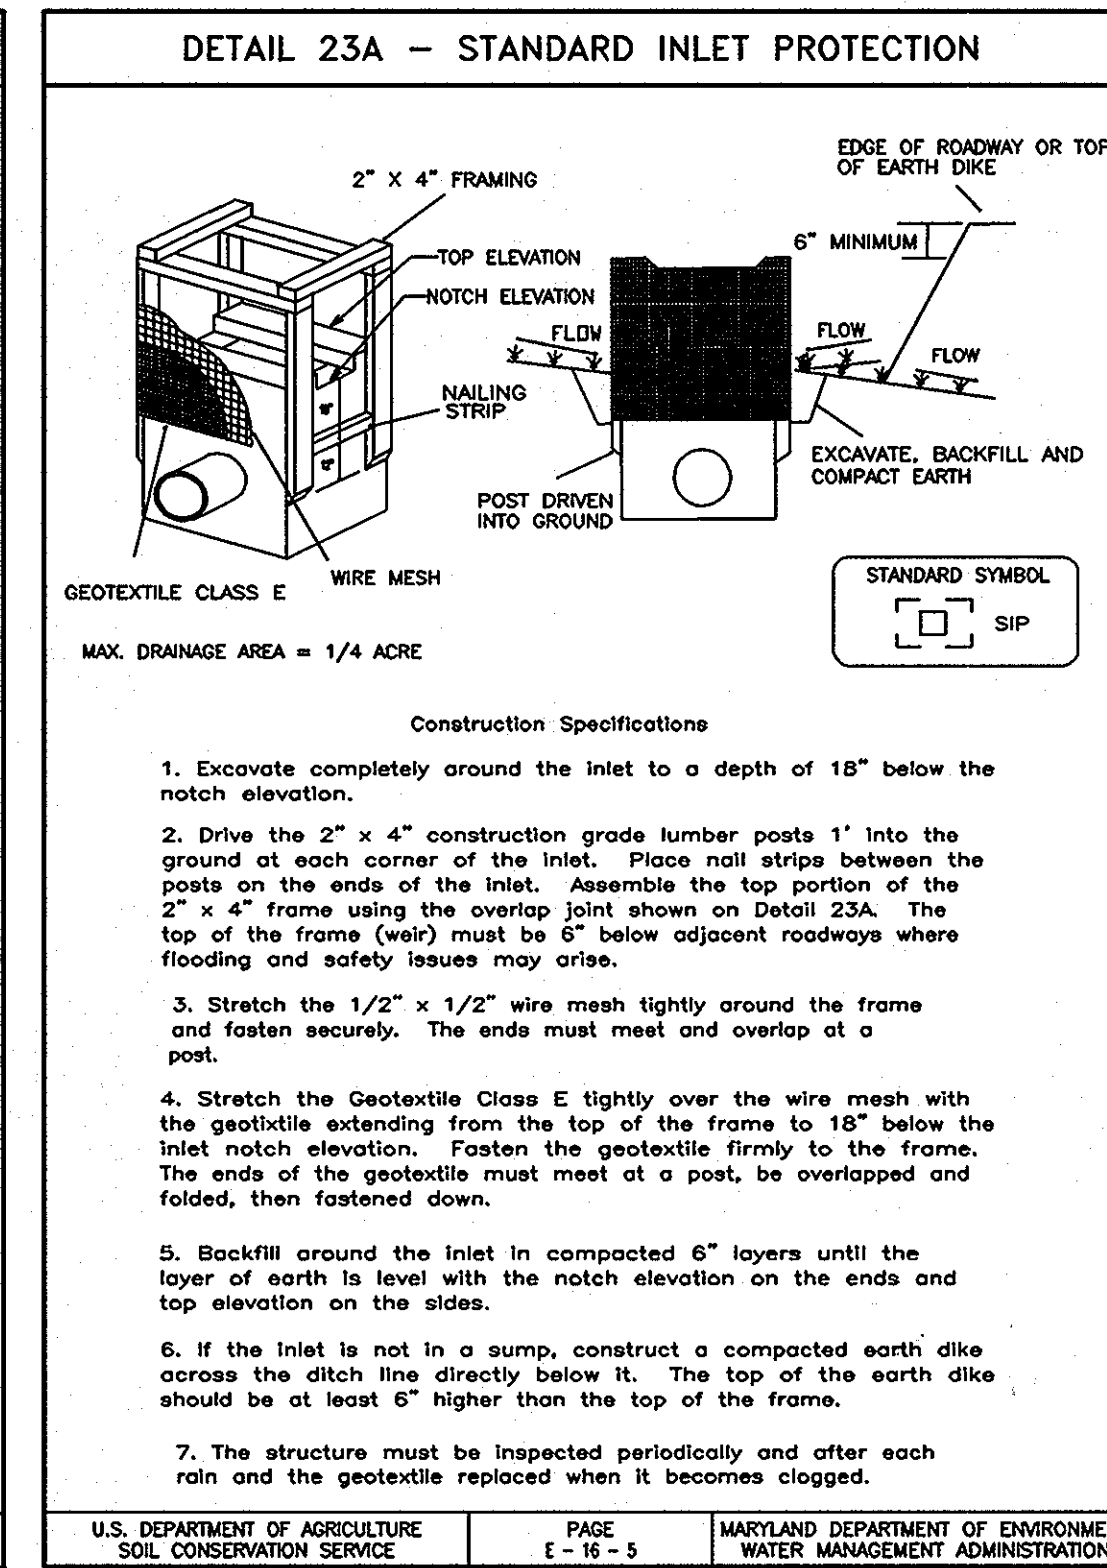 DETAIL 23A — STANDARD INLET PROTECTION
EDGE OF ROADWAY OR TOP
OF EARTH DIKE
2" X 4" FRAMING
6" MINIMUM
TOP ELEVATION
NOTCH ELEVATION
FLOW
FLOW
FLOW
NAILING
STRIP
18"
12"
EXCAVATE, BACKFILL AND
COMPACT EARTH
POST DRIVEN
INTO GROUND
WIRE MESH
GEOTEXTILE CLASS E
STANDARD SYMBOL
SIP
MAX. DRAINAGE AREA = 1/4 ACRE
Construction Specifications
1. Excavate completely around the inlet to a depth of 18" below the
notch elevation.
2. Drive the 2" x 4" construction grade lumber posts 1' into the
ground at each corner of the inlet. Place nail strips between the
posts on the ends of the inlet. Assemble the top portion of the
2" x 4" frame using the overlap joint shown on Detail 23A. The
top of the frame (weir) must be 6" below adjacent roadways where
flooding and safety issues may arise.
3. Stretch the 1/2" x 1/2" wire mesh tightly around the frame
and fasten securely. The ends must meet and overlap at a
post.
4. Stretch the Geotextile Class E tightly over the wire mesh with
the geotixtile extending from the top of the frame to 18" below the
inlet notch elevation. Fasten the geotextile firmly to the frame.
The ends of the geotextile must meet at a post, be overlapped and
folded, then fastened down.
5. Backfill around the inlet in compacted 6" layers until the
layer of earth is level with the notch elevation on the ends and
top elevation on the sides.
6. If the inlet is not in a sump, construct a compacted earth dike
across the ditch line directly below it. The top of the earth dike
should be at least 6" higher than the top of the frame.
7. The structure must be inspected periodically and after each
rain and the geotextile replaced when it becomes clogged.
U.S. DEPARTMENT OF AGRICULTURE
SOIL CONSERVATION SERVICE
PAGE
E - 16 - 5
MARYLAND DEPARTMENT OF ENVIRONME
WATER MANAGEMENT ADMINISTRATION